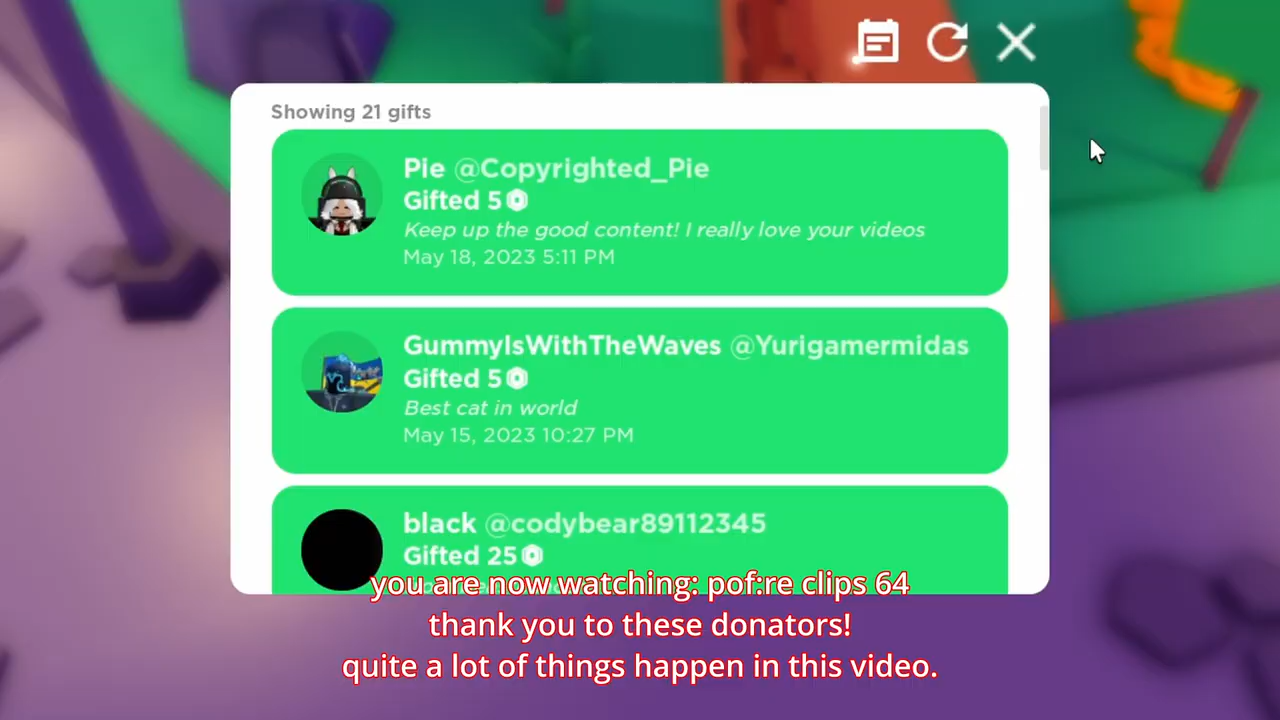 Showing 21 gifts
Pie @Copyrighted_Pie
Gifted 5
Keep up the good content! I really love your videos
May 18, 2023 5:11 PM
GummyIsWithTheWaves @Yurigamermidas
Gifted 5
Best cat in world
May 15, 2023 10:27 PM
black @codybear89112345
Gifted 25
you are now watching: pof:re clips 64
thank you to these donators!
quite a lot of things happen in this video.